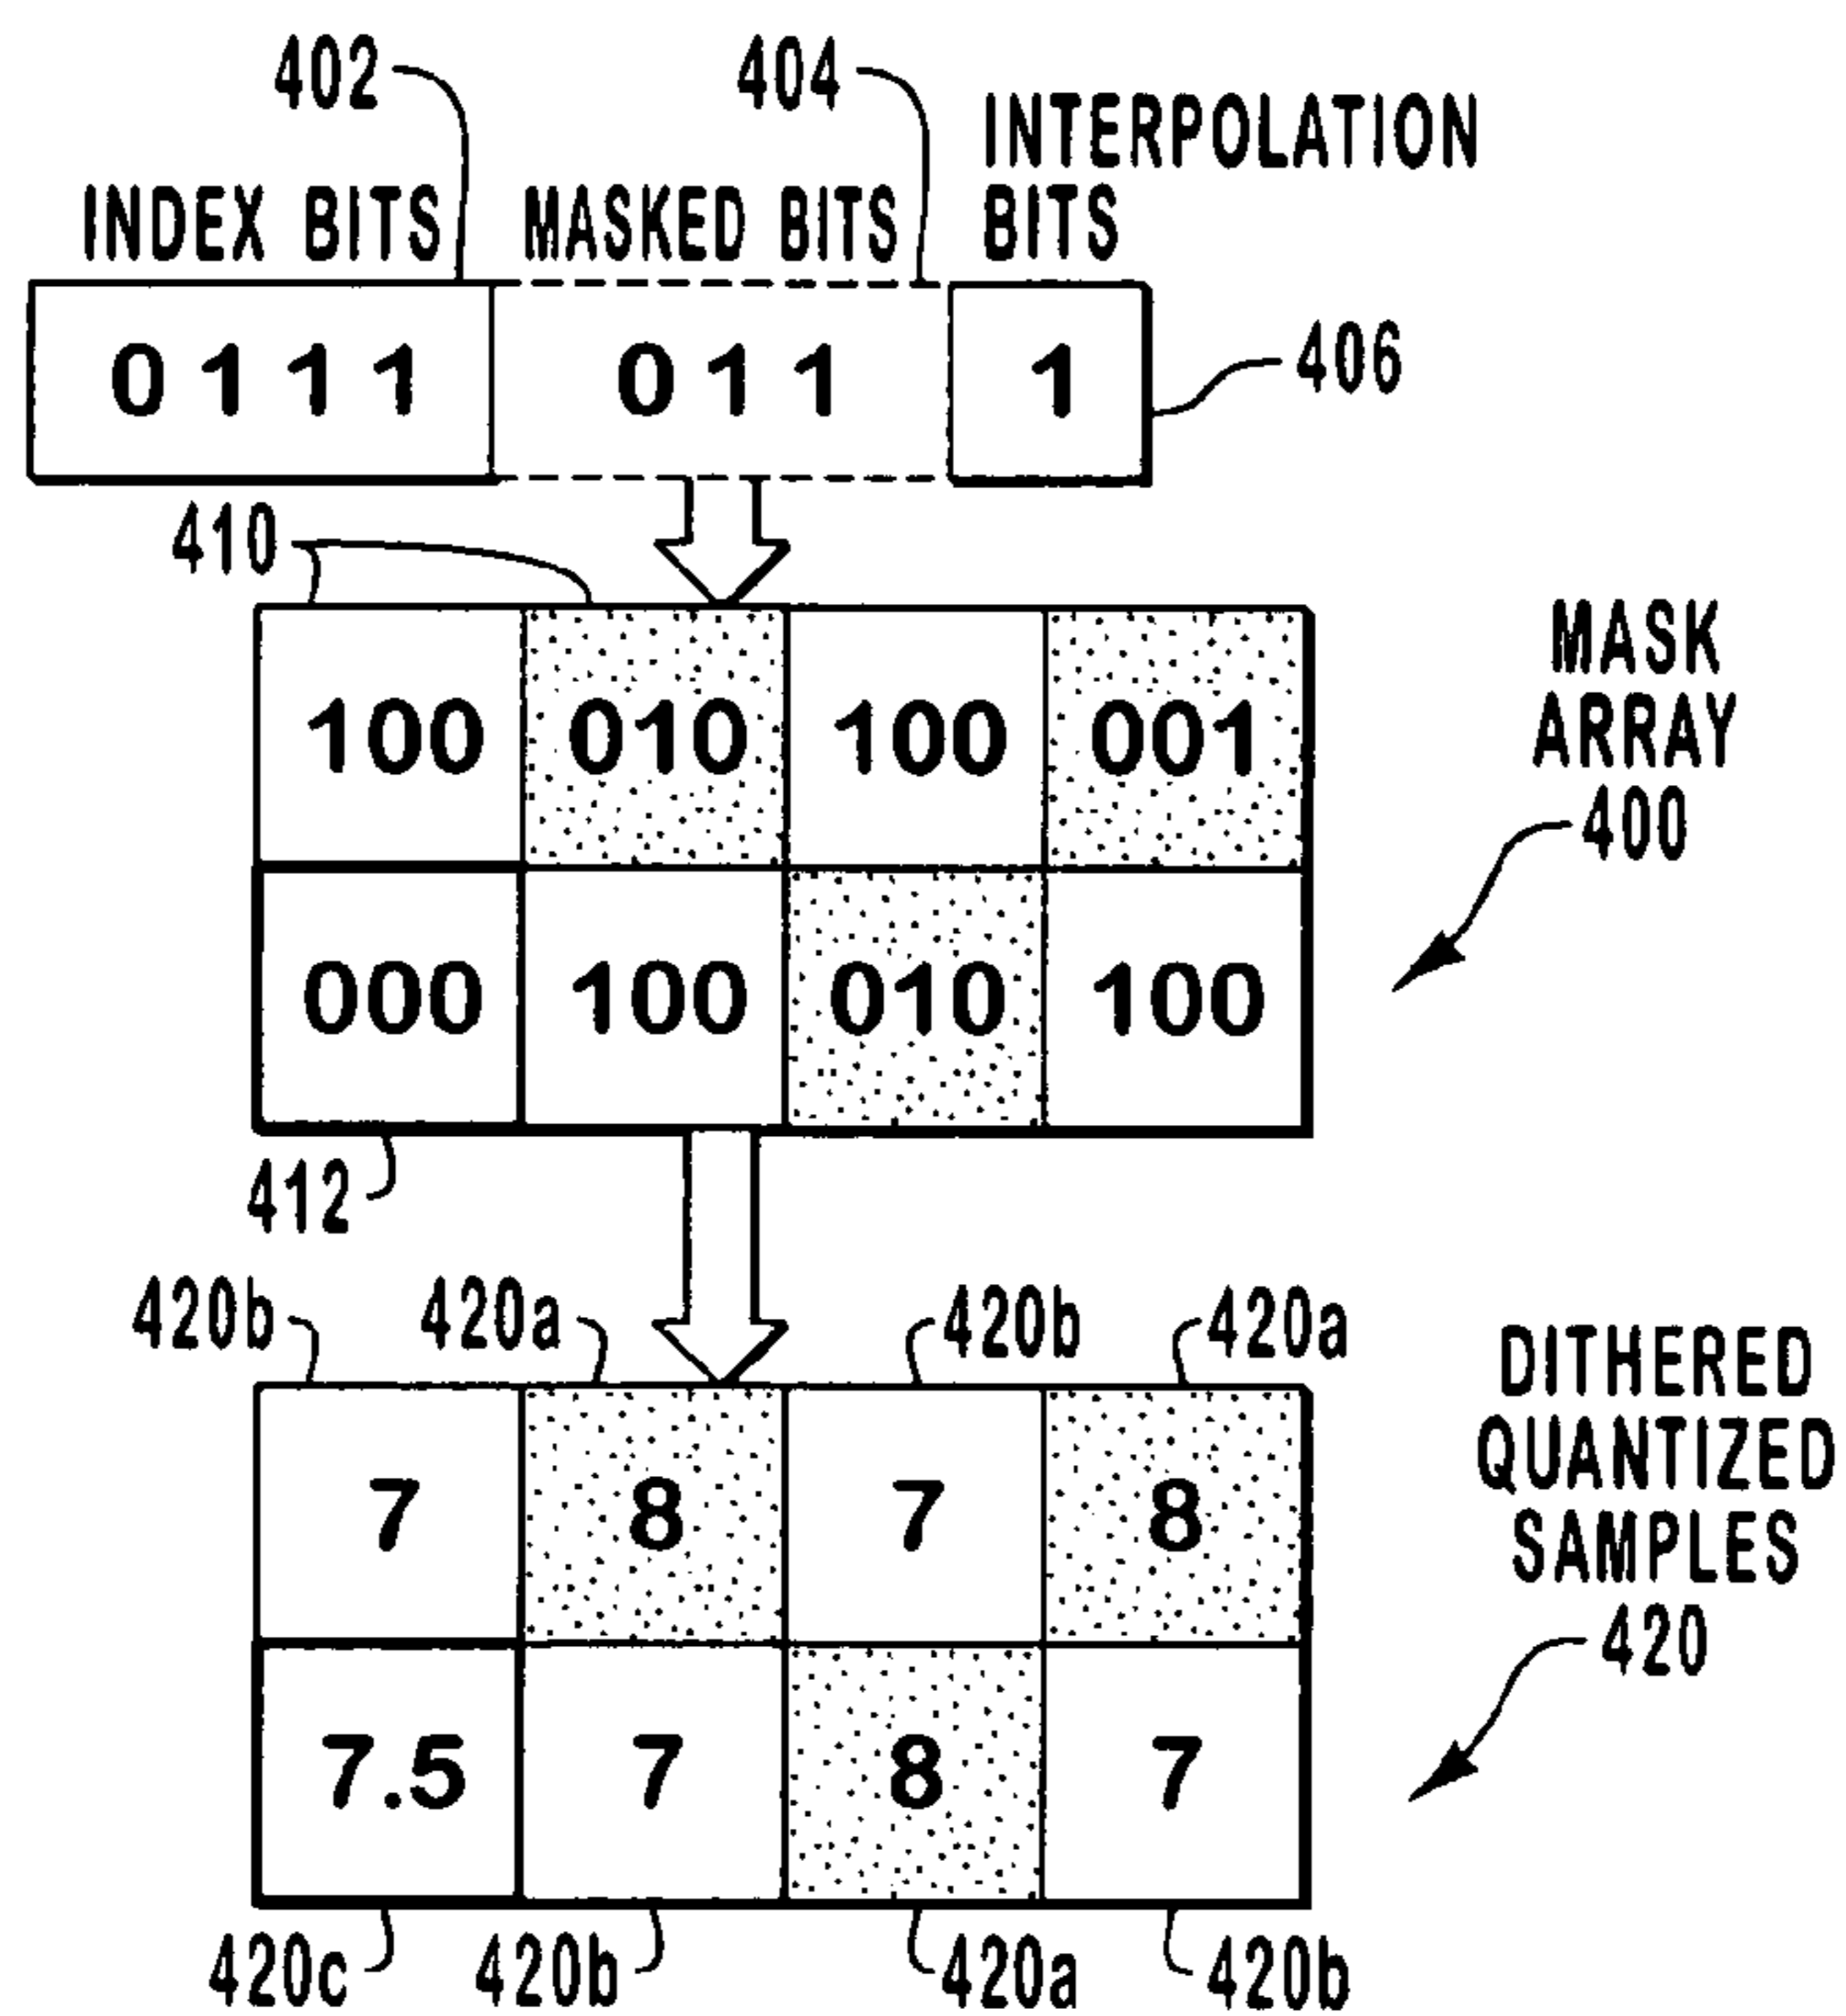 402
404
INTERPOLATION
INDEX BITS MASKED BITS BITS
0 1 1 1 0 1 1 1
406
410
100 010 100 001
MASK
ARRAY
400
000 100 010 100
412
420b 420a 420b 420a
7 8 7 8
DITHERED
QUANTIZED
SAMPLES
420
7.5 7 8 7
420c 420b 420a 420b